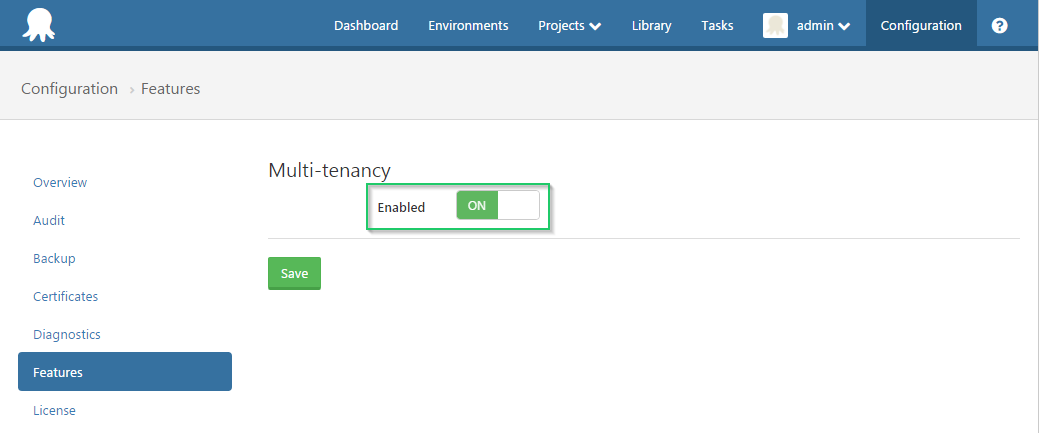 Dashboard Environments Projects Library Tasks admin Configuration ?
Configuration › Features
Multi-tenancy
Enabled ON
Save
Overview
Audit
Backup
Certificates
Diagnostics
Features
License